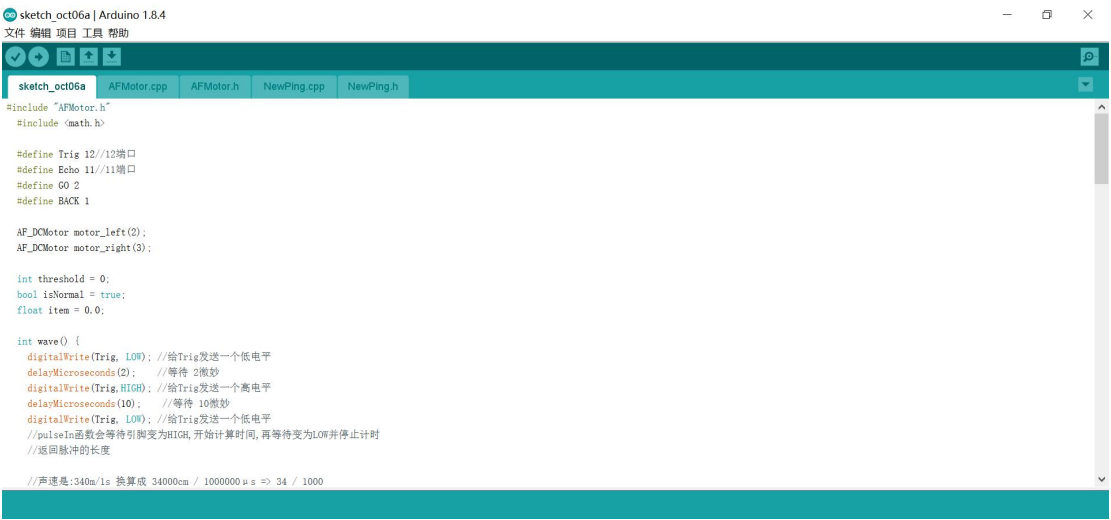 sketch_oct06a | Arduino 1.8.4
文件 编辑 项目 工具 帮助
sketch_oct06a AFMotor.cpp AFMotor.h NewPing.cpp NewPing.h
#include "AFMotor.h"
#include <math.h>
#define Trig 12//12端口
#define Echo 11//11端口
#define GO 2
#define BACK 1
AF_DCMotor motor_left(2);
AF_DCMotor motor_right(3);
int threshold = 0;
bool isNormal = true;
float item = 0.0;
int wave() {
digitalWrite(Trig, LOW); //给Trig发送一个低电平
delayMicroseconds(2); //等待 2微妙
digitalWrite(Trig,HIGH); //给Trig发送一个高电平
delayMicroseconds(10); //等待 10微妙
digitalWrite(Trig, LOW); //给Trig发送一个低电平
//pulseIn函数会等待引脚变为HIGH,开始计算时间,再等待变为LOW并停止计时
//返回脉冲的长度
//声速是:340m/1s 换算成 34000cm / 1000000μs => 34 / 1000